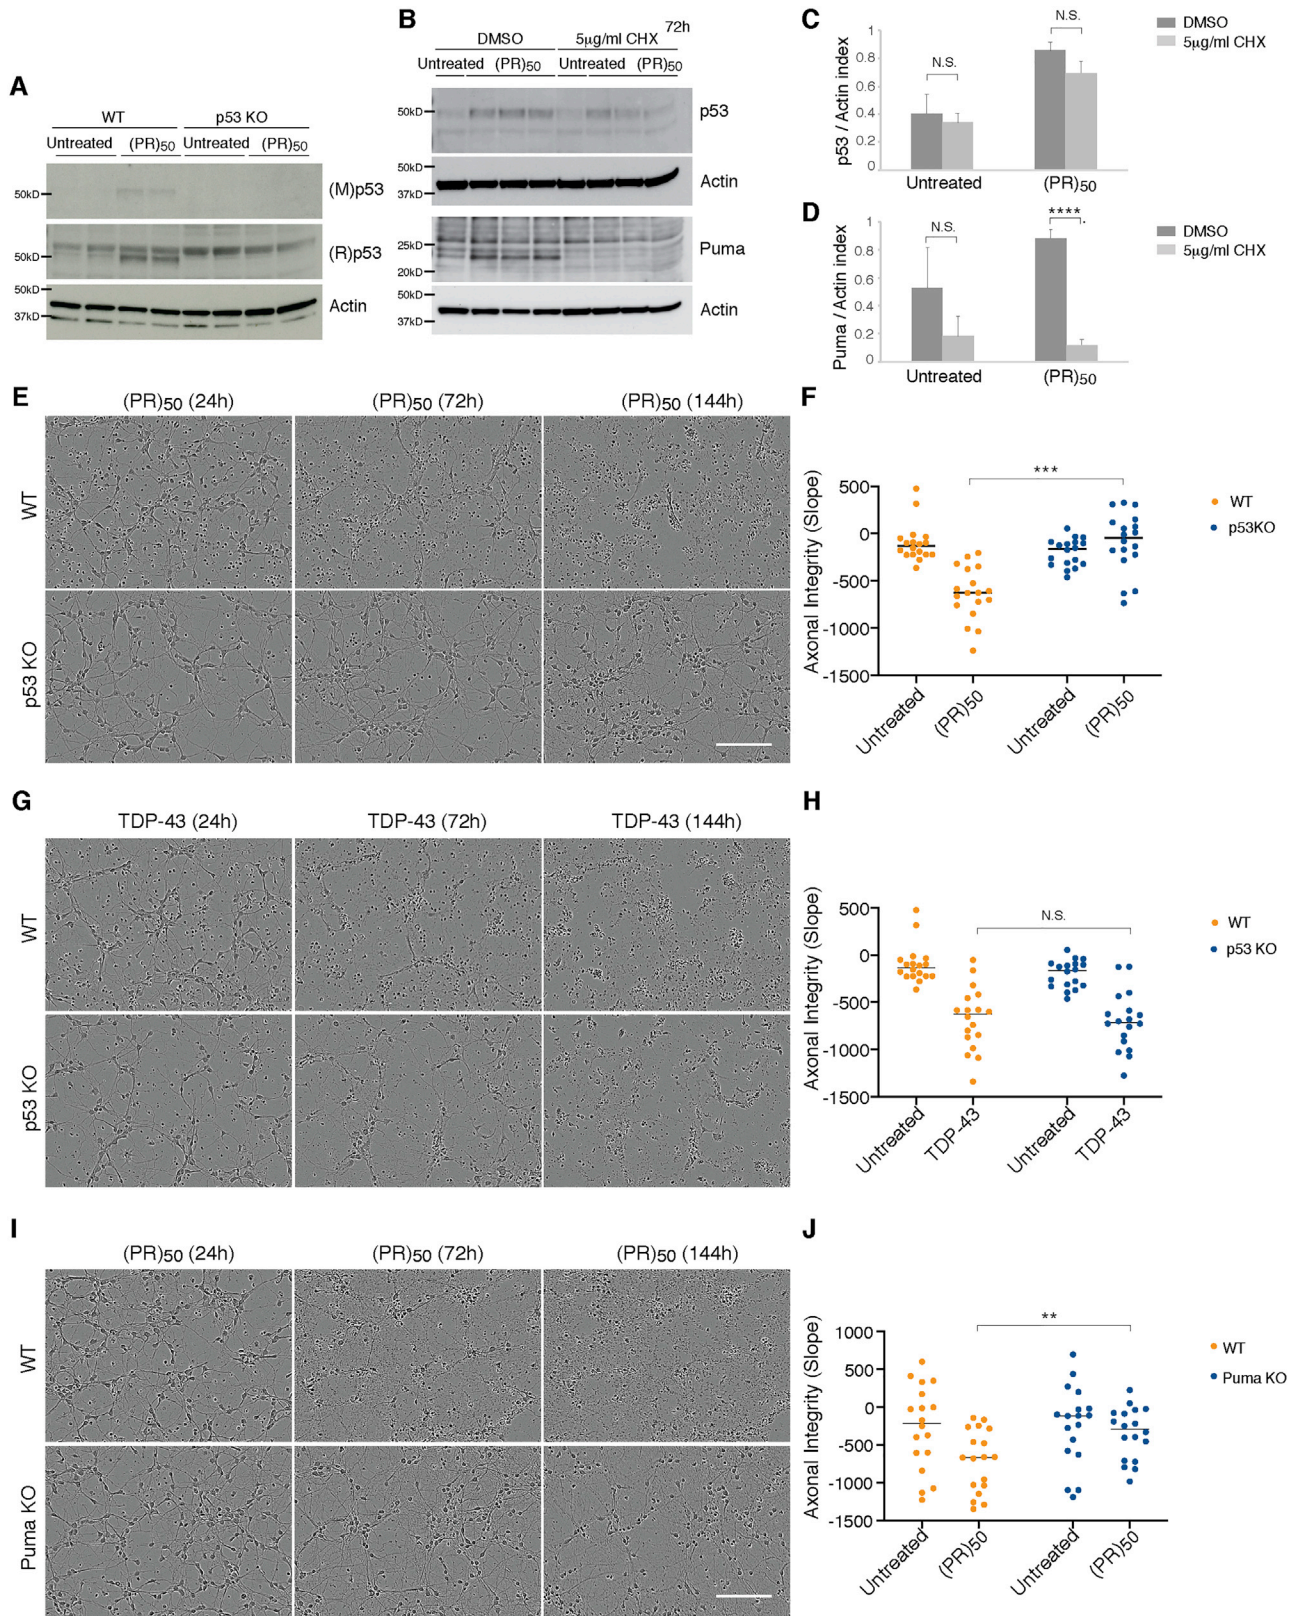 A
WT p53 KO
Untreated (PR)50 Untreated (PR)50
50kD (M)p53
50kD (R)p53
50kD
37kD
Actin
B
DMSO 5µg/ml CHX 72h
Untreated (PR)50 Untreated (PR)50
50kD p53
50kD
37kD
Actin
25kD
20kD
Puma
50kD
37kD
Actin
C
N.S.
N.S.
DMSO
5µg/ml CHX
p53 / Actin index
1
0.8
0.6
0.4
0.2
0
Untreated (PR)50
D
N.S.
****
DMSO
5µg/ml CHX
Puma / Actin index
1
0.8
0.6
0.4
0.2
0
Untreated (PR)50
E
(PR)50 (24h) (PR)50 (72h) (PR)50 (144h)
WT
p53 KO
F
***
WT
p53KO
Axonal Integrity (Slope)
500
0
-500
-1000
-1500
Untreated (PR)50 Untreated (PR)50
G
TDP-43 (24h) TDP-43 (72h) TDP-43 (144h)
WT
p53 KO
H
N.S.
WT
p53 KO
Axonal Integrity (Slope)
500
0
-500
-1000
-1500
Untreated TDP-43 Untreated TDP-43
I
(PR)50 (24h) (PR)50 (72h) (PR)50 (144h)
WT
Puma KO
J
**
WT
Puma KO
Axonal Integrity (Slope)
1000
500
0
-500
-1000
-1500
Untreated (PR)50 Untreated (PR)50